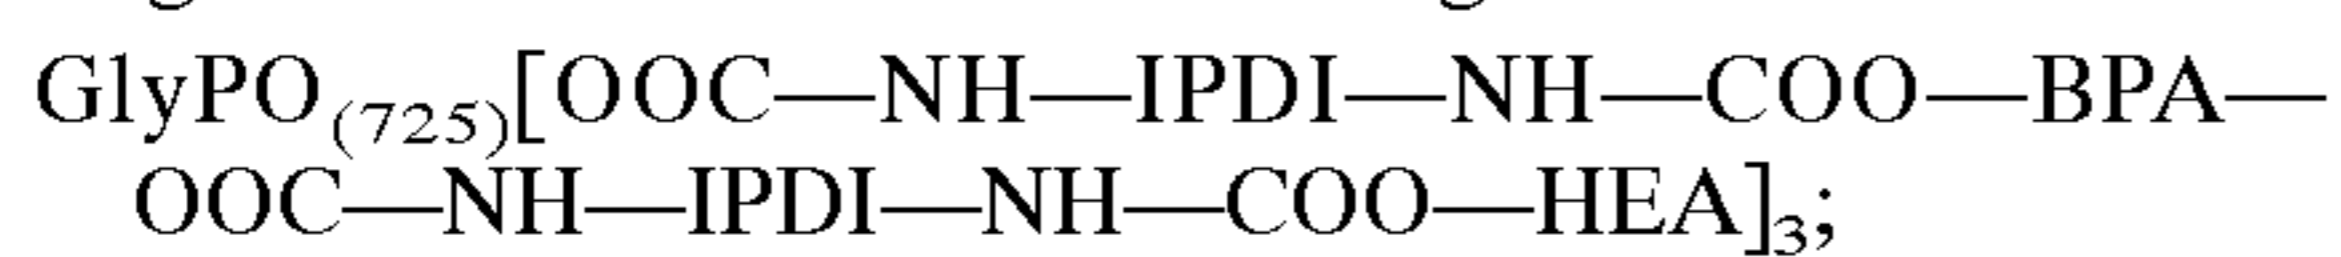 GlyPO(725)[OOC—NH—IPDI—NH—COO—BPA—
OOC—NH—IPDI—NH—COO—HEA]3;